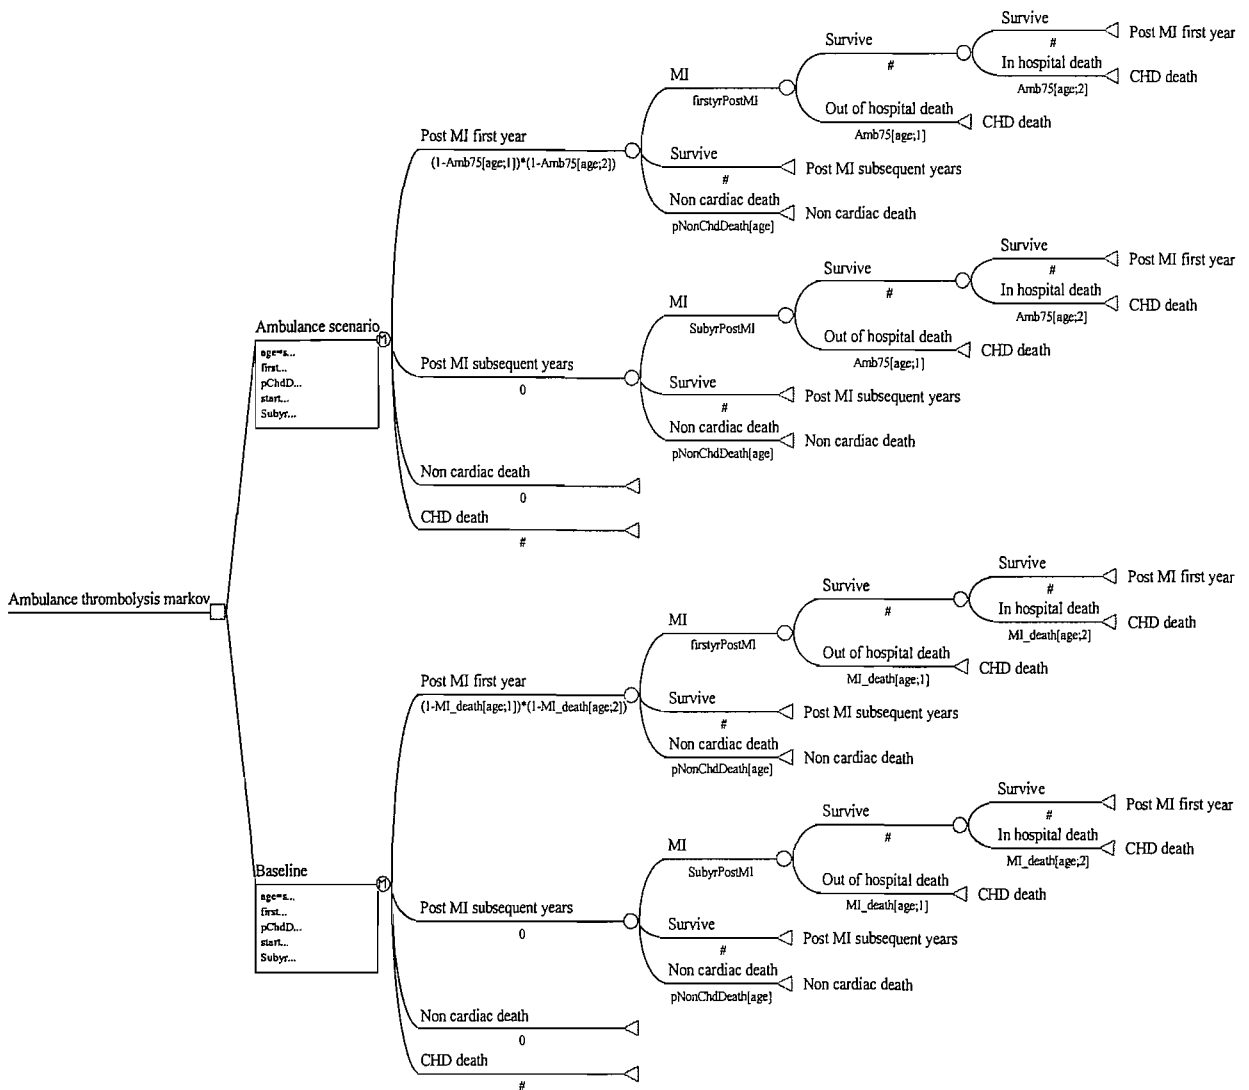 Survive
Post MI first year
#
Survive
In hospital death
CHD death
#
Amb75[age;2]
MI
firstyrPostMI
Out of hospital death
CHD death
Amb75[age;1]
Post MI first year
(1-Amb75[age;1])*(1-Amb75[age;2])
Survive
Post MI subsequent years
#
Non cardiac death
Non cardiac death
pNonChdDeath[age]
Survive
Post MI first year
#
Survive
In hospital death
CHD death
#
Amb75[age;2]
MI
SubyrPostMI
Out of hospital death
CHD death
Amb75[age;1]
Ambulance scenario
M
age=s...
first...
pChdD...
start...
Subyr...
Post MI subsequent years
0
Survive
Post MI subsequent years
#
Non cardiac death
Non cardiac death
pNonChdDeath[age]
Non cardiac death
0
CHD death
#
Ambulance thrombolysis markov
Survive
Post MI first year
#
Survive
In hospital death
CHD death
#
MI_death[age;2]
MI
firstyrPostMI
Out of hospital death
CHD death
MI_death[age;1]
Post MI first year
(1-MI_death[age;1])*(1-MI_death[age;2])
Survive
Post MI subsequent years
#
Non cardiac death
Non cardiac death
pNonChdDeath[age]
Survive
Post MI first year
#
Survive
In hospital death
CHD death
#
MI_death[age;2]
MI
SubyrPostMI
Out of hospital death
CHD death
MI_death[age;1]
Baseline
M
age=s...
first...
pChdD...
start...
Subyr...
Post MI subsequent years
0
Survive
Post MI subsequent years
#
Non cardiac death
Non cardiac death
pNonChdDeath[age]
Non cardiac death
0
CHD death
#